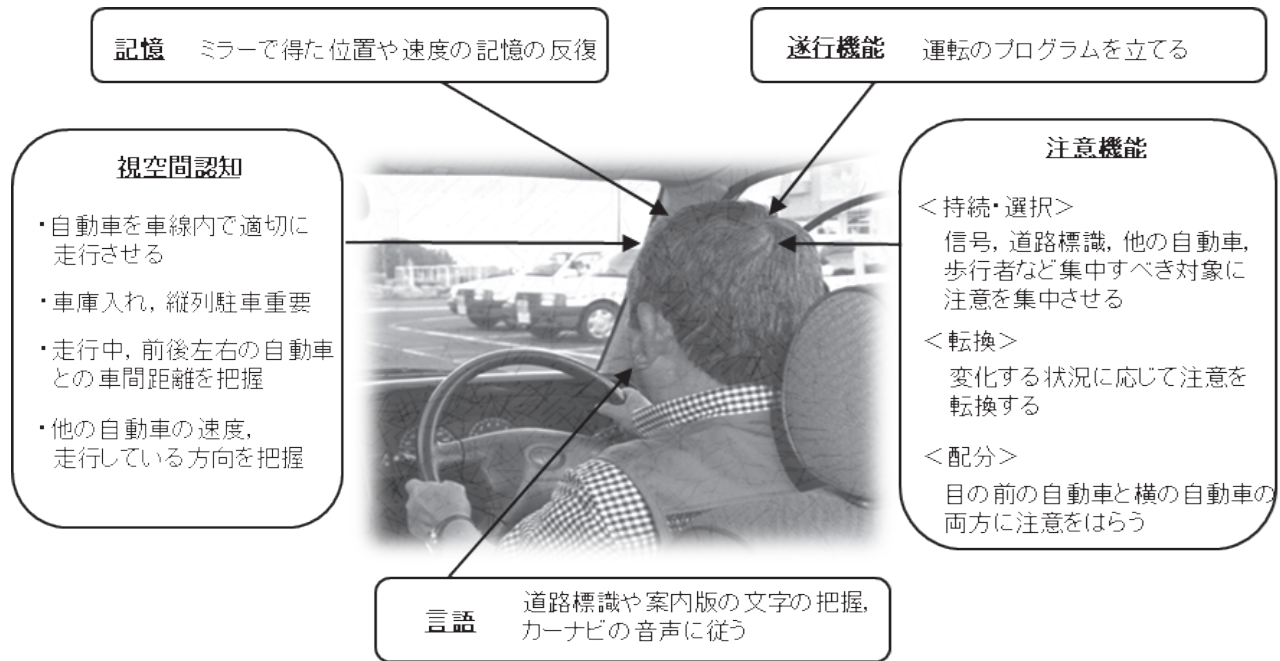 記憶 ミラーで得た位置や速度の記憶の反復
遂行機能 運転のプログラムを立てる
視空間認知
・自動車を車線内で適切に
走行させる
・車庫入れ，縦列駐車重要
・走行中，前後左右の自動車
との車間距離を把握
・他の自動車の速度，
走行している方向を把握
注意機能
＜持続・選択＞
信号，道路標識，他の自動車，
歩行者など集中すべき対象に
注意を集中させる
＜転換＞
変化する状況に応じて注意を
転換する
＜配分＞
目の前の自動車と横の自動車の
両方に注意をはらう
言語 道路標識や案内版の文字の把握，
カーナビの音声に従う